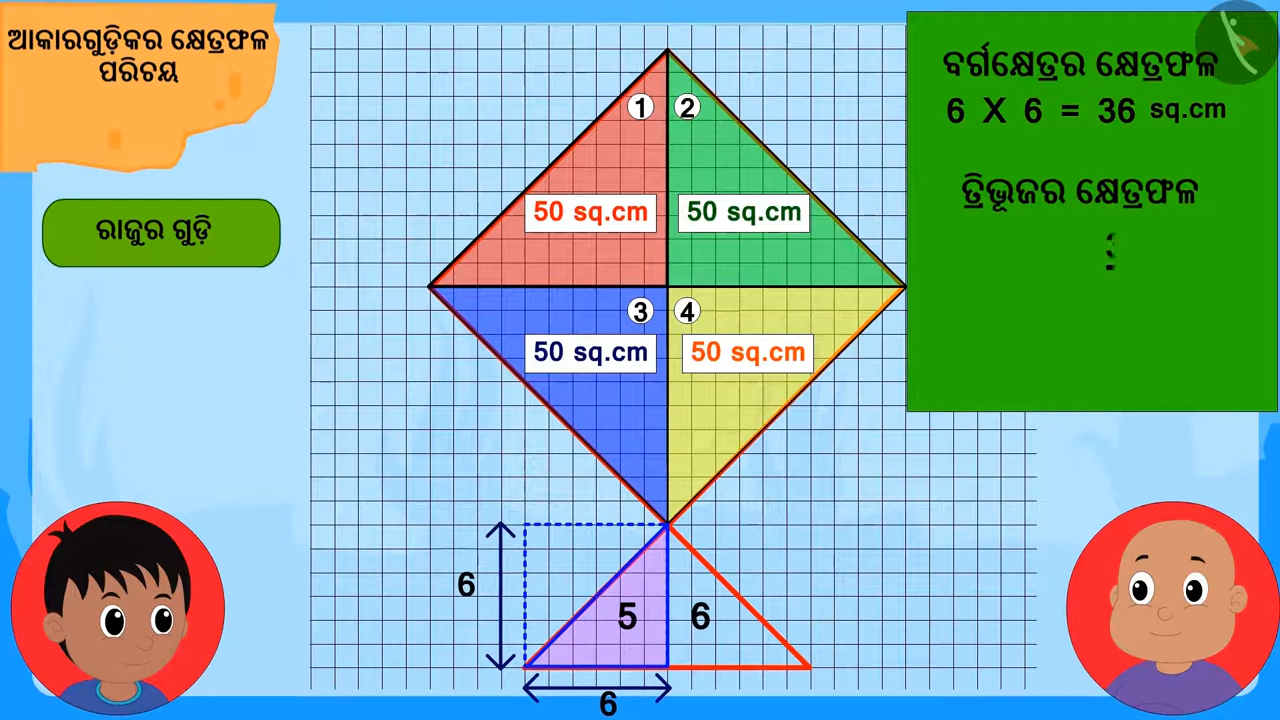 ଆକାରଗୁଡ଼ିକର କ୍ଷେତ୍ରଫଳ
ପରିଚୟ
ରାଜୁର ଗୁଡ଼ି
1
2
50 sq.cm
50 sq.cm
3
4
50 sq.cm
50 sq.cm
6
5
6
6
ବର୍ଗକ୍ଷେତ୍ରର କ୍ଷେତ୍ରଫଳ
6 X 6 = 36 sq.cm
ତ୍ରିଭୂଜର କ୍ଷେତ୍ରଫଳ